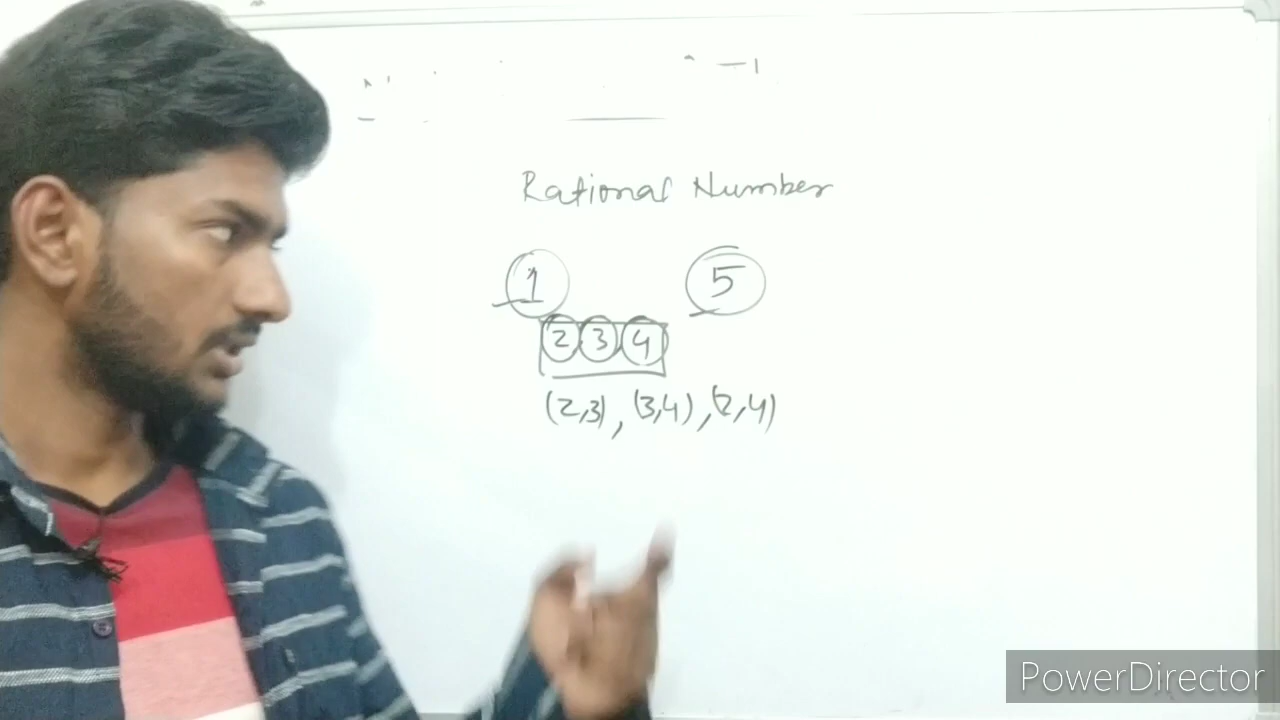 Rational Number
1 5
2 3 4
(2,3), (3,4), (2,4)
PowerDirector